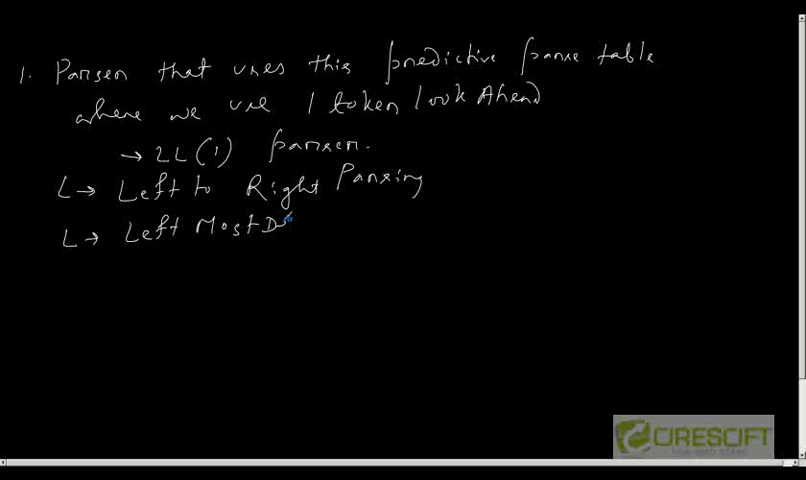 1. Parser that uses this predictive parse table
where we use 1 token look Ahead
→ LL(1) parser.
L → Left to Right Parsing
L → Left Most D
CIRESCIFT